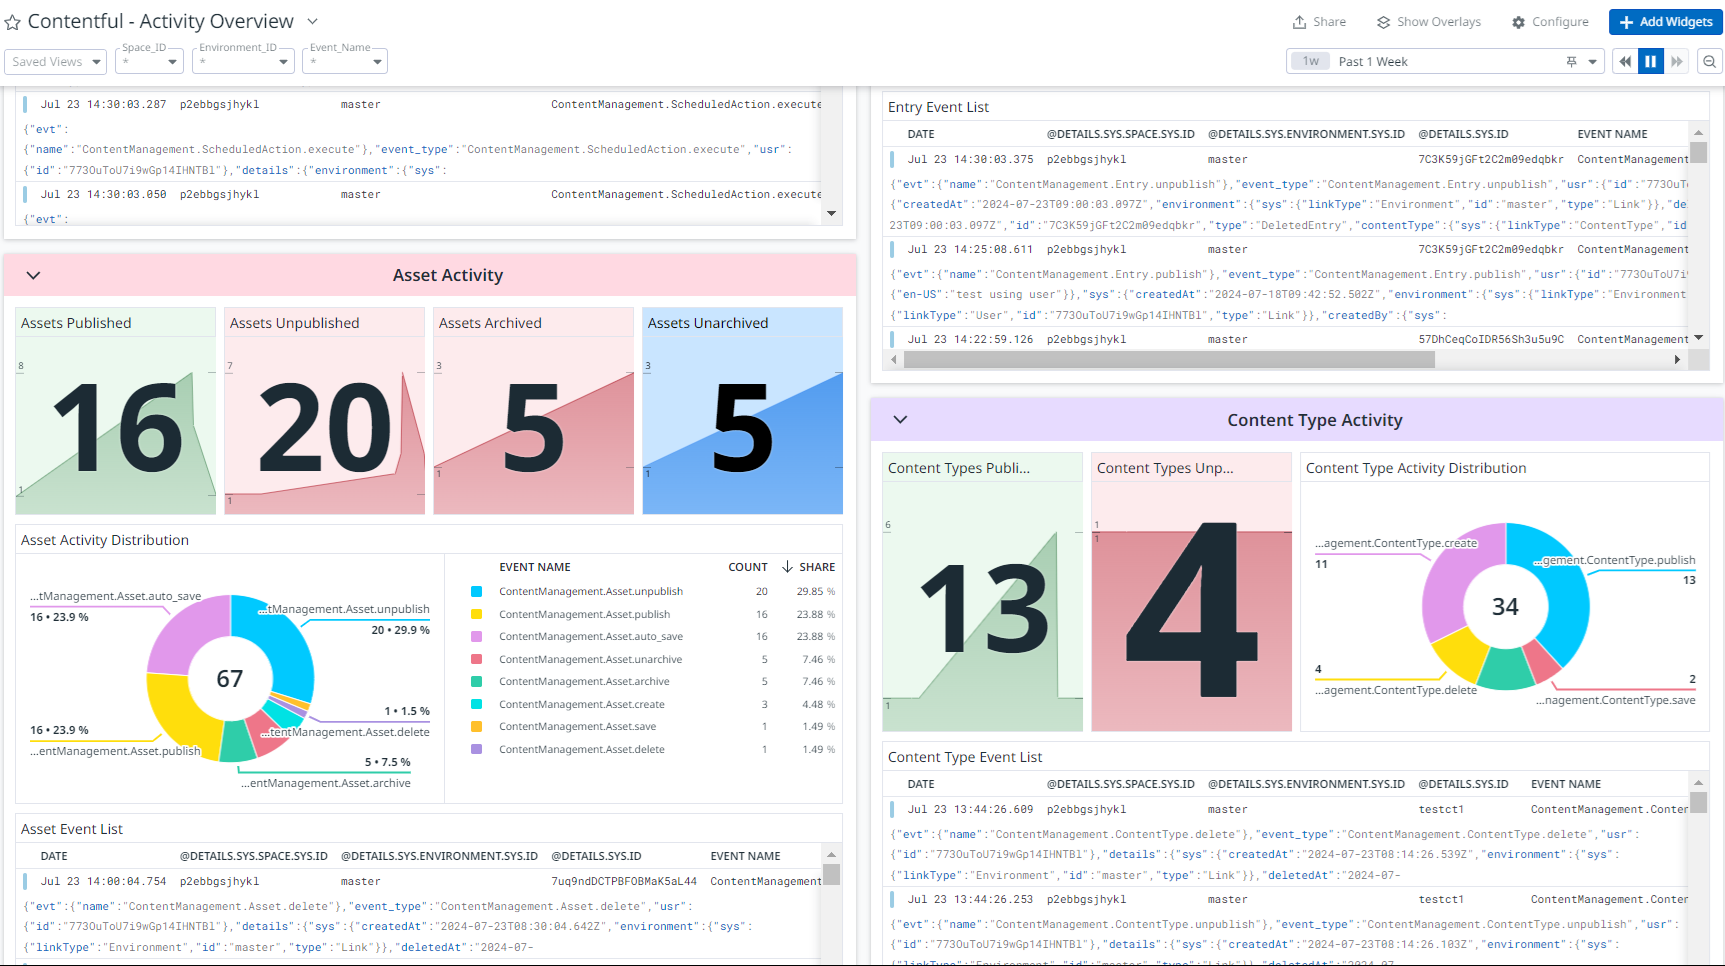 Contentful - Activity Overview
Share
Show Overlays
Configure
Add Widgets
Saved Views
Space_ID
*
Environment_ID
*
Event_Name
*
1w
Past 1 Week
Jul 23 14:30:03.287 p2ebbgsjhykl master ContentManagement.ScheduledAction.execute
{"evt":
{"name":"ContentManagement.ScheduledAction.execute"},"event_type":"ContentManagement.ScheduledAction.execute","usr":
{"id":"773OuToU7i9wGp14IHNTBl"},"details":{"environment":{"sys":
Jul 23 14:30:03.050 p2ebbgsjhykl master ContentManagement.ScheduledAction.execute
{"evt":
Asset Activity
Assets Published
8
16
1
Assets Unpublished
7
20
1
Assets Archived
3
5
1
Assets Unarchived
3
5
1
Asset Activity Distribution
...tManagement.Asset.auto_save
16 • 23.9 %
...tManagement.Asset.unpublish
20 • 29.9 %
67
1 • 1.5 %
...tentManagement.Asset.delete
16 • 23.9 %
...entManagement.Asset.publish
5 • 7.5 %
...entManagement.Asset.archive
EVENT NAME COUNT SHARE
ContentManagement.Asset.unpublish 20 29.85 %
ContentManagement.Asset.publish 16 23.88 %
ContentManagement.Asset.auto_save 16 23.88 %
ContentManagement.Asset.unarchive 5 7.46 %
ContentManagement.Asset.archive 5 7.46 %
ContentManagement.Asset.create 3 4.48 %
ContentManagement.Asset.save 1 1.49 %
ContentManagement.Asset.delete 1 1.49 %
Asset Event List
DATE @DETAILS.SYS.SPACE.SYS.ID @DETAILS.SYS.ENVIRONMENT.SYS.ID @DETAILS.SYS.ID EVENT NAME
Jul 23 14:00:04.754 p2ebbgsjhykl master 7uq9ndDCTPBFOBMaK5aL44 ContentManagement
{"evt":{"name":"ContentManagement.Asset.delete"},"event_type":"ContentManagement.Asset.delete","usr":
{"id":"773OuToU7i9wGp14IHNTBl"},"details":{"sys":{"createdAt":"2024-07-23T08:30:04.642Z","environment":{"sys":
{"linkType":"Environment","id":"master","type":"Link"}},"deletedAt":"2024-07-
Entry Event List
DATE @DETAILS.SYS.SPACE.SYS.ID @DETAILS.SYS.ENVIRONMENT.SYS.ID @DETAILS.SYS.ID EVENT NAME
Jul 23 14:30:03.375 p2ebbgsjhykl master 7C3K59jGFt2C2m09edqbkr ContentManagement
{"evt":{"name":"ContentManagement.Entry.unpublish"},"event_type":"ContentManagement.Entry.unpublish","usr":{"id":"773OuTo
{"createdAt":"2024-07-23T09:00:03.097Z","environment":{"sys":{"linkType":"Environment","id":"master","type":"Link"}},"de
23T09:00:03.097Z","id":"7C3K59jGFt2C2m09edqbkr","type":"DeletedEntry","contentType":{"sys":{"linkType":"ContentType","id
Jul 23 14:25:08.611 p2ebbgsjhykl master 7C3K59jGFt2C2m09edqbkr ContentManagement
{"evt":{"name":"ContentManagement.Entry.publish"},"event_type":"ContentManagement.Entry.publish","usr":{"id":"773OuToU7i
{"en-US":"test using user"}},"sys":{"createdAt":"2024-07-18T09:42:52.502Z","environment":{"sys":{"linkType":"Environment
{"linkType":"User","id":"773OuToU7i9wGp14IHNTBl","type":"Link"}},"createdBy":{"sys":
Jul 23 14:22:59.126 p2ebbgsjhykl master 57DhCeqCoIDR56Sh3u5u9C ContentManagement
Content Type Activity
Content Types Publi...
6
13
1
Content Types Unp...
1
1
4
Content Type Activity Distribution
...agement.ContentType.create
11
...gement.ContentType.publish
13
34
4
...agement.ContentType.delete
2
...nagement.ContentType.save
Content Type Event List
DATE @DETAILS.SYS.SPACE.SYS.ID @DETAILS.SYS.ENVIRONMENT.SYS.ID @DETAILS.SYS.ID EVENT NAME
Jul 23 13:44:26.609 p2ebbgsjhykl master testct1 ContentManagement.Conter
{"evt":{"name":"ContentManagement.ContentType.delete"},"event_type":"ContentManagement.ContentType.delete","usr":
{"id":"773OuToU7i9wGp14IHNTBl"},"details":{"sys":{"createdAt":"2024-07-23T08:14:26.539Z","environment":{"sys":
{"linkType":"Environment","id":"master","type":"Link"}},"deletedAt":"2024-07-
Jul 23 13:44:26.253 p2ebbgsjhykl master testct1 ContentManagement.Conter
{"evt":{"name":"ContentManagement.ContentType.unpublish"},"event_type":"ContentManagement.ContentType.unpublish","usr":
{"id":"773OuToU7i9wGp14IHNTBl"},"details":{"sys":{"createdAt":"2024-07-23T08:14:26.103Z","environment":{"sys":
{"linkType":"Environment","id":"master","type":"Link"}},"deletedAt":"2024-07-